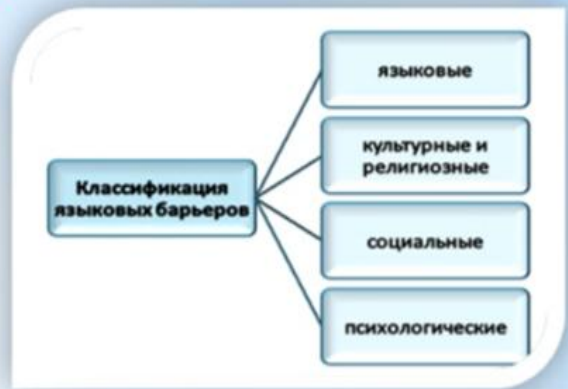 Классификация
языковых барьеров
языковые
культурные и
религиозные
социальные
психологические